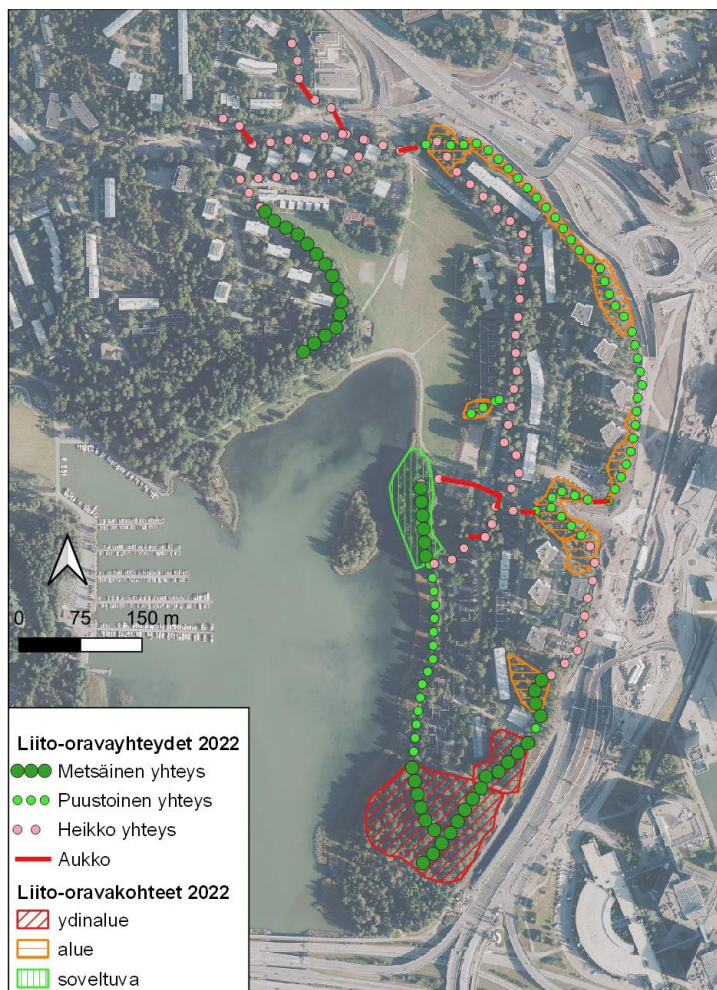 0 75 150 m
Liito-oravayhteydet 2022
Metsäinen yhteys
Puustoinen yhteys
Heikko yhteys
Aukko
Liito-oravakohteet 2022
ydinalue
alue
soveltuva